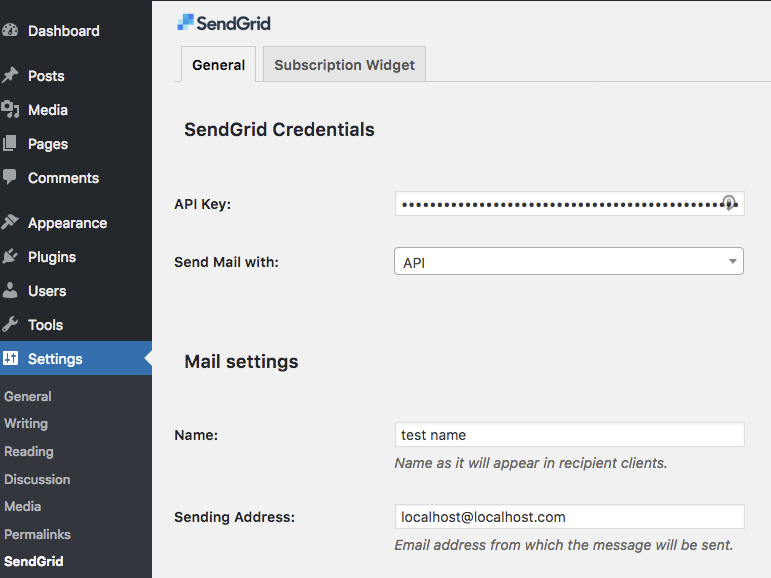 Dashboard
Posts
Media
Pages
Comments
Appearance
Plugins
Users
Tools
Settings
General
Writing
Reading
Discussion
Media
Permalinks
SendGrid
SendGrid
General
Subscription Widget
SendGrid Credentials
API Key:
Send Mail with:
API
Mail settings
Name:
test name
Name as it will appear in recipient clients.
Sending Address:
localhost@localhost.com
Email address from which the message will be sent.